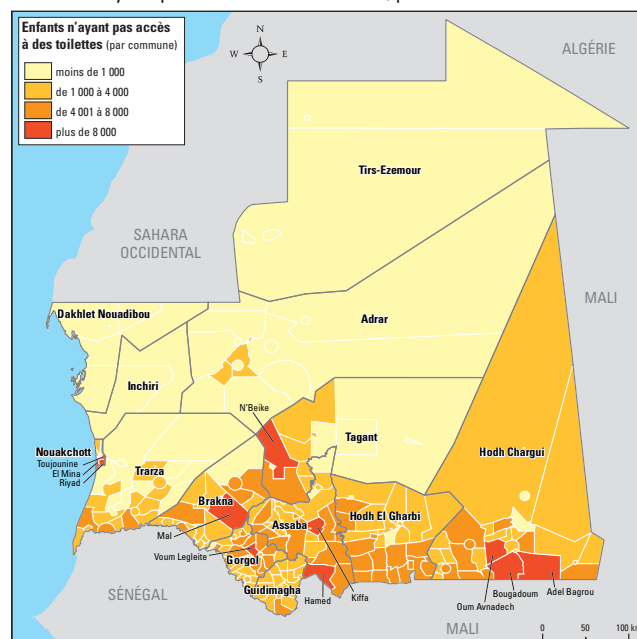 Enfants n'ayant pas accès
à des toilettes (par commune)
moins de 1 000
de 1 000 à 4 000
de 4 001 à 8 000
plus de 8 000
N
W
E
S
ALGÉRIE
Tirs-Ezemour
SAHARA
OCCIDENTAL
MALI
Dakhlet Nouadibou
Adrar
Inchiri
N'Beike
Tagant
Nouakchott
Toujounine
El Mina
Riyad
Trarza
Hodh Chargui
Brakna
Assaba
Hodh El Gharbi
Mal
Voum Legleite
Gorgol
Guidimagha
Kiffa
Hamed
Oum Avnadech
Bougadoum
Adel Bagrou
SÉNÉGAL
MALI
0
50
100